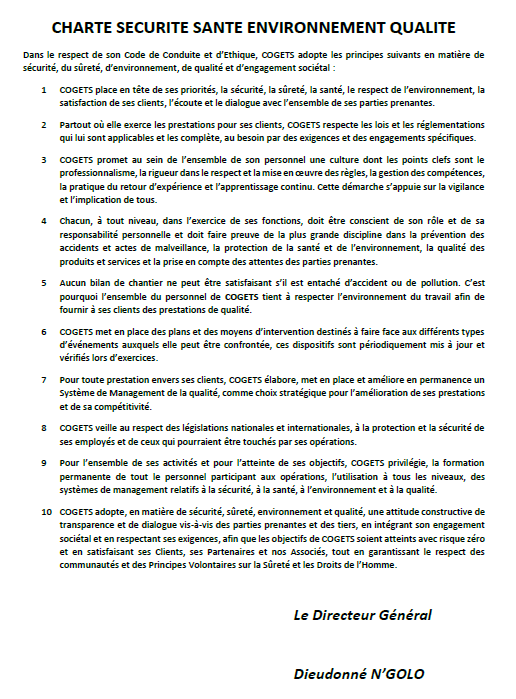 CHARTE SECURITE SANTE ENVIRONNEMENT QUALITE
Dans le respect de son Code de Conduite et d’Ethique, COGETS adopte les principes suivants en matière de
sécurité, du sûreté, d’environnement, de qualité et d’engagement sociétal :
1 COGETS place en tête de ses priorités, la sécurité, la sûreté, la santé, le respect de l’environnement, la
satisfaction de ses clients, l’écoute et le dialogue avec l’ensemble de ses parties prenantes.
2 Partout où elle exerce les prestations pour ses clients, COGETS respecte les lois et les réglementations
qui lui sont applicables et les complète, au besoin par des exigences et des engagements spécifiques.
3 COGETS promet au sein de l’ensemble de son personnel une culture dont les points clefs sont le
professionnalisme, la rigueur dans le respect et la mise en œuvre des règles, la gestion des compétences,
la pratique du retour d’expérience et l’apprentissage continu. Cette démarche s’appuie sur la vigilance
et l’implication de tous.
4 Chacun, à tout niveau, dans l’exercice de ses fonctions, doit être conscient de son rôle et de sa
responsabilité personnelle et doit faire preuve de la plus grande discipline dans la prévention des
accidents et actes de malveillance, la protection de la santé et de l’environnement, la qualité des
produits et services et la prise en compte des attentes des parties prenantes.
5 Aucun bilan de chantier ne peut être satisfaisant s’il est entaché d’accident ou de pollution. C’est
pourquoi l’ensemble du personnel de COGETS tient à respecter l’environnement du travail afin de
fournir à ses clients des prestations de qualité.
6 COGETS met en place des plans et des moyens d’intervention destinés à faire face aux différents types
d’événements auxquels elle peut être confrontée, ces dispositifs sont périodiquement mis à jour et
vérifiés lors d’exercices.
7 Pour toute prestation envers ses clients, COGETS élabore, met en place et améliore en permanence un
Système de Management de la qualité, comme choix stratégique pour l’amélioration de ses prestations
et de sa compétitivité.
8 COGETS veille au respect des législations nationales et internationales, à la protection et la sécurité de
ses employés et de ceux qui pourraient être touchés par ses opérations.
9 Pour l’ensemble de ses activités et pour l’atteinte de ses objectifs, COGETS privilégie, la formation
permanente de tout le personnel participant aux opérations, l’utilisation à tous les niveaux, des
systèmes de management relatifs à la sécurité, à la santé, à l’environnement et à la qualité.
10 COGETS adopte, en matière de sécurité, sûreté, environnement et qualité, une attitude constructive de
transparence et de dialogue vis-à-vis des parties prenantes et des tiers, en intégrant son engagement
sociétal et en respectant ses exigences, afin que les objectifs de COGETS soient atteints avec risque zéro
et en satisfaisant ses Clients, ses Partenaires et nos Associés, tout en garantissant le respect des
communautés et des Principes Volontaires sur la Sûreté et les Droits de l’Homme.
Le Directeur Général
Dieudonné N’GOLO